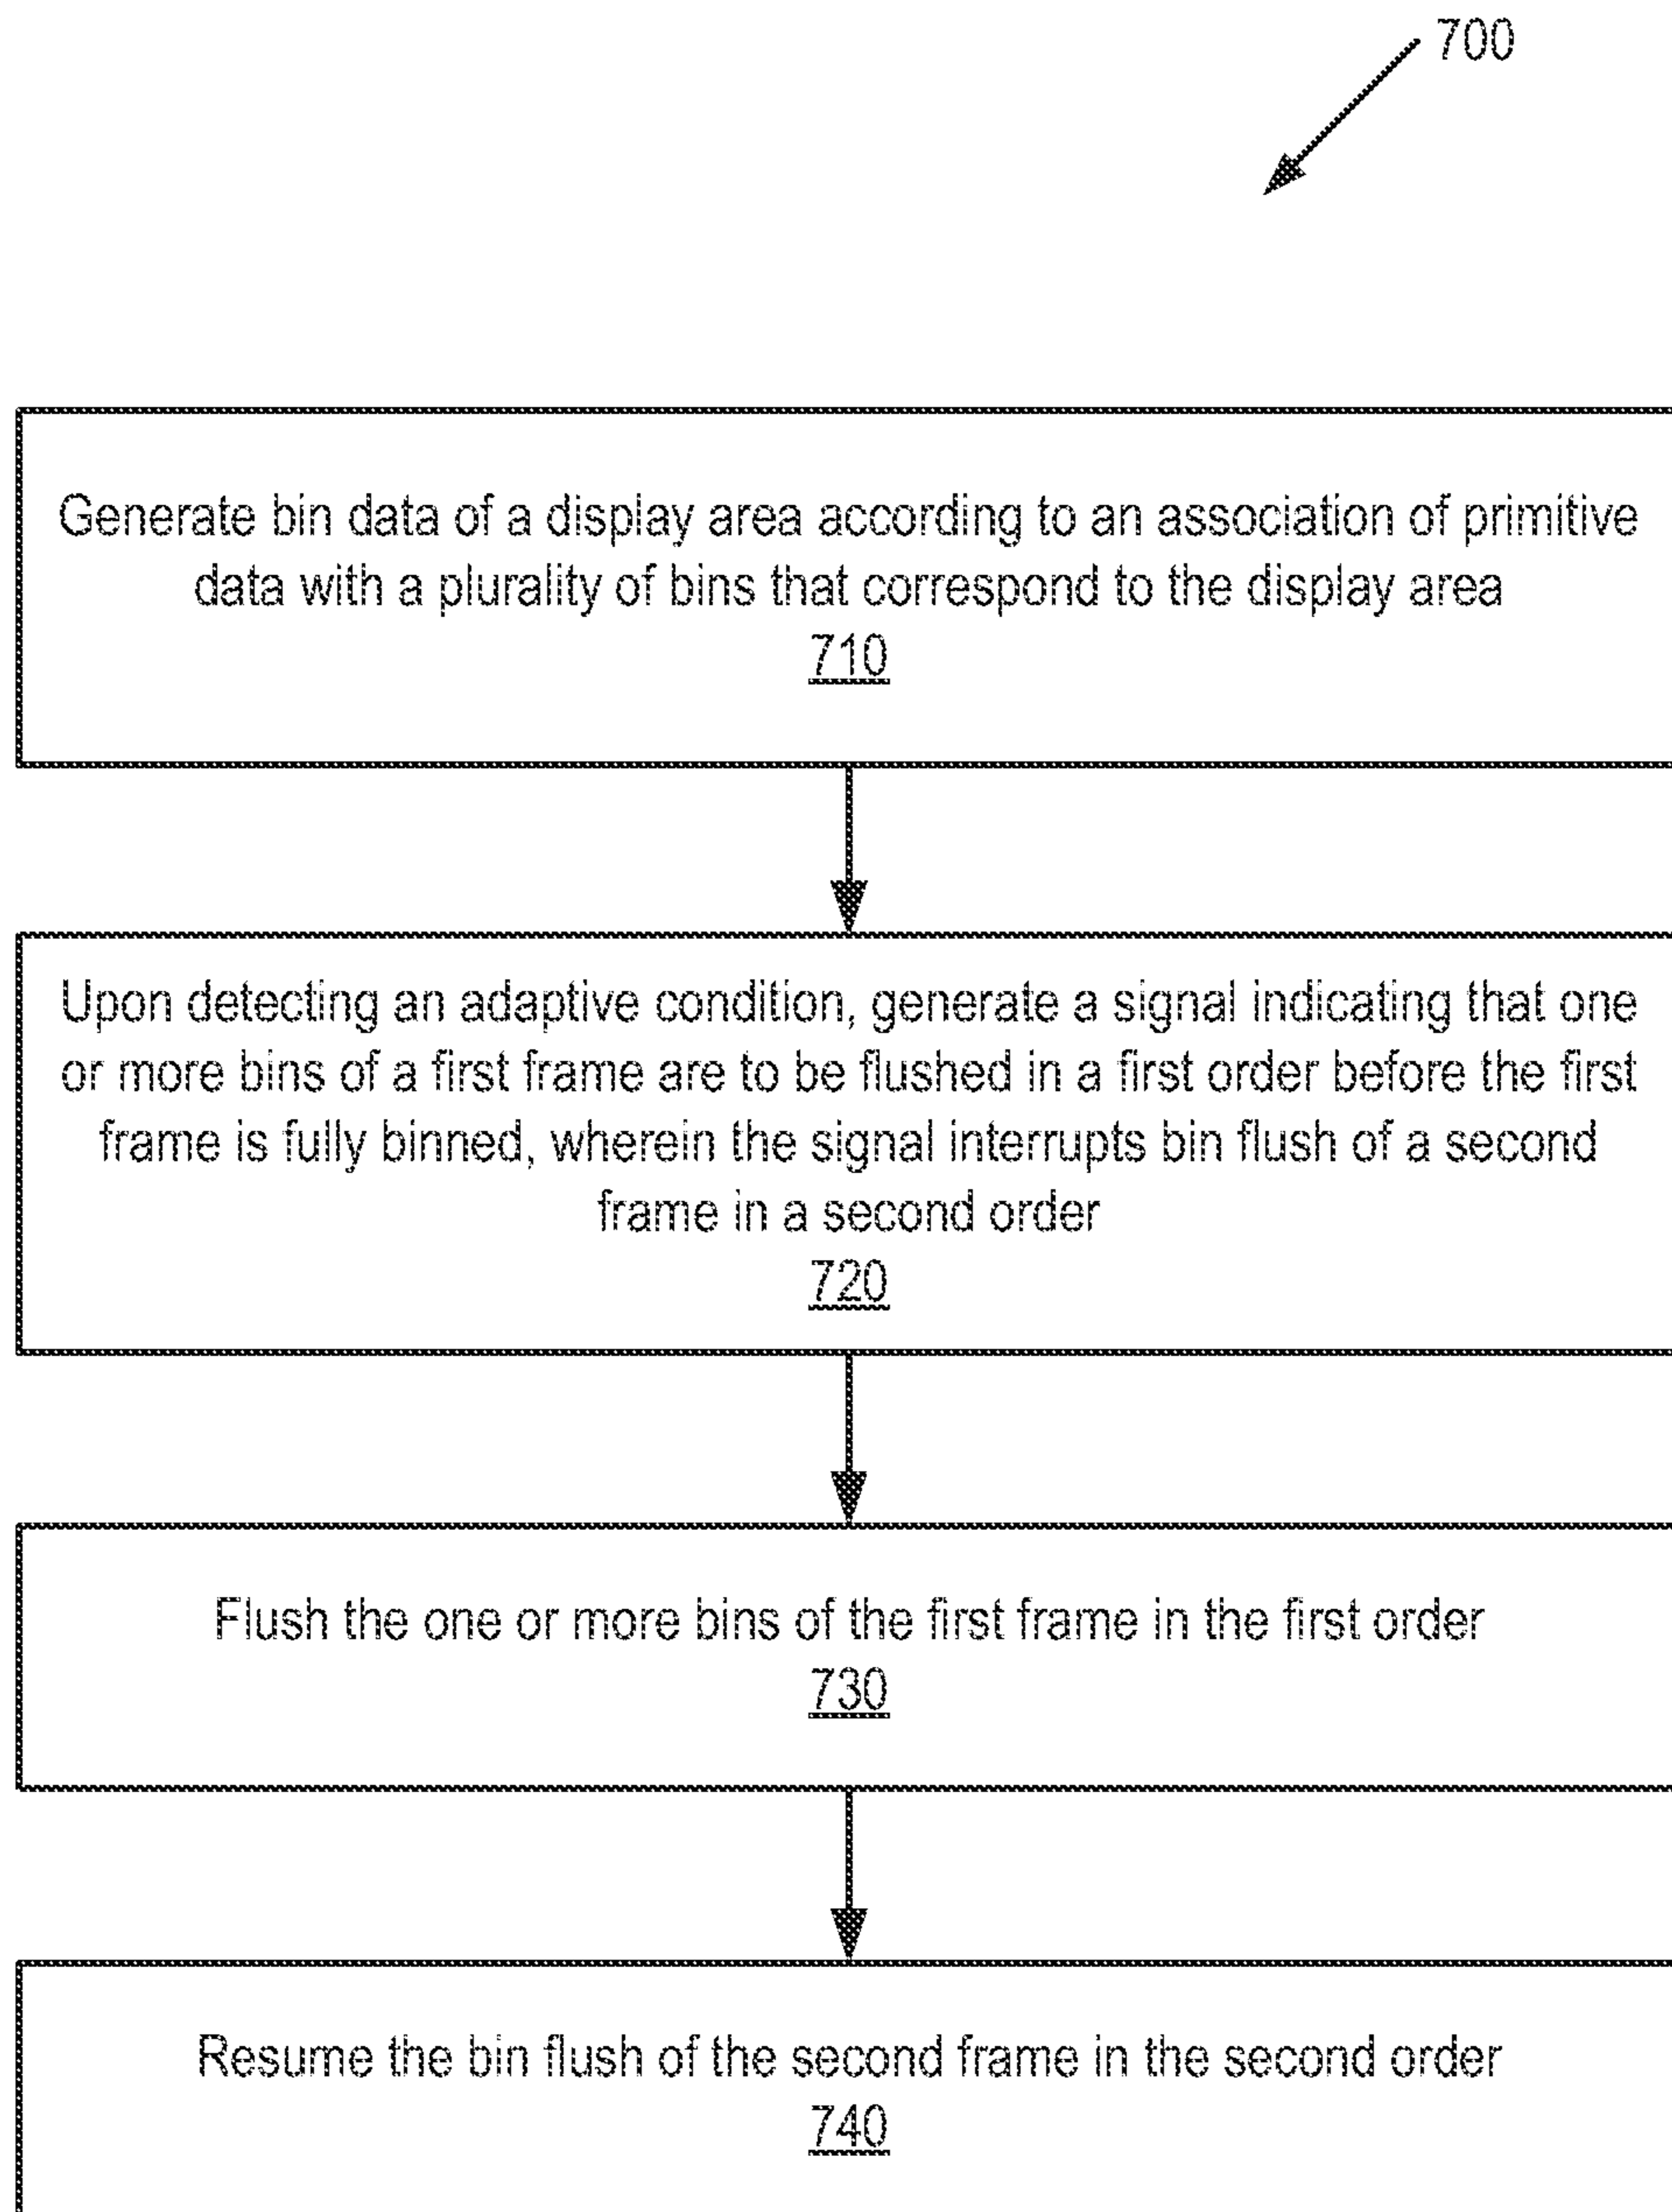 700
Generate bin data of a display area according to an association of primitive
data with a plurality of bins that correspond to the display area
710
Upon detecting an adaptive condition, generate a signal indicating that one
or more bins of a first frame are to be flushed in a first order before the first
frame is fully binned, wherein the signal interrupts bin flush of a second
frame in a second order
720
Flush the one or more bins of the first frame in the first order
730
Resume the bin flush of the second frame in the second order
740